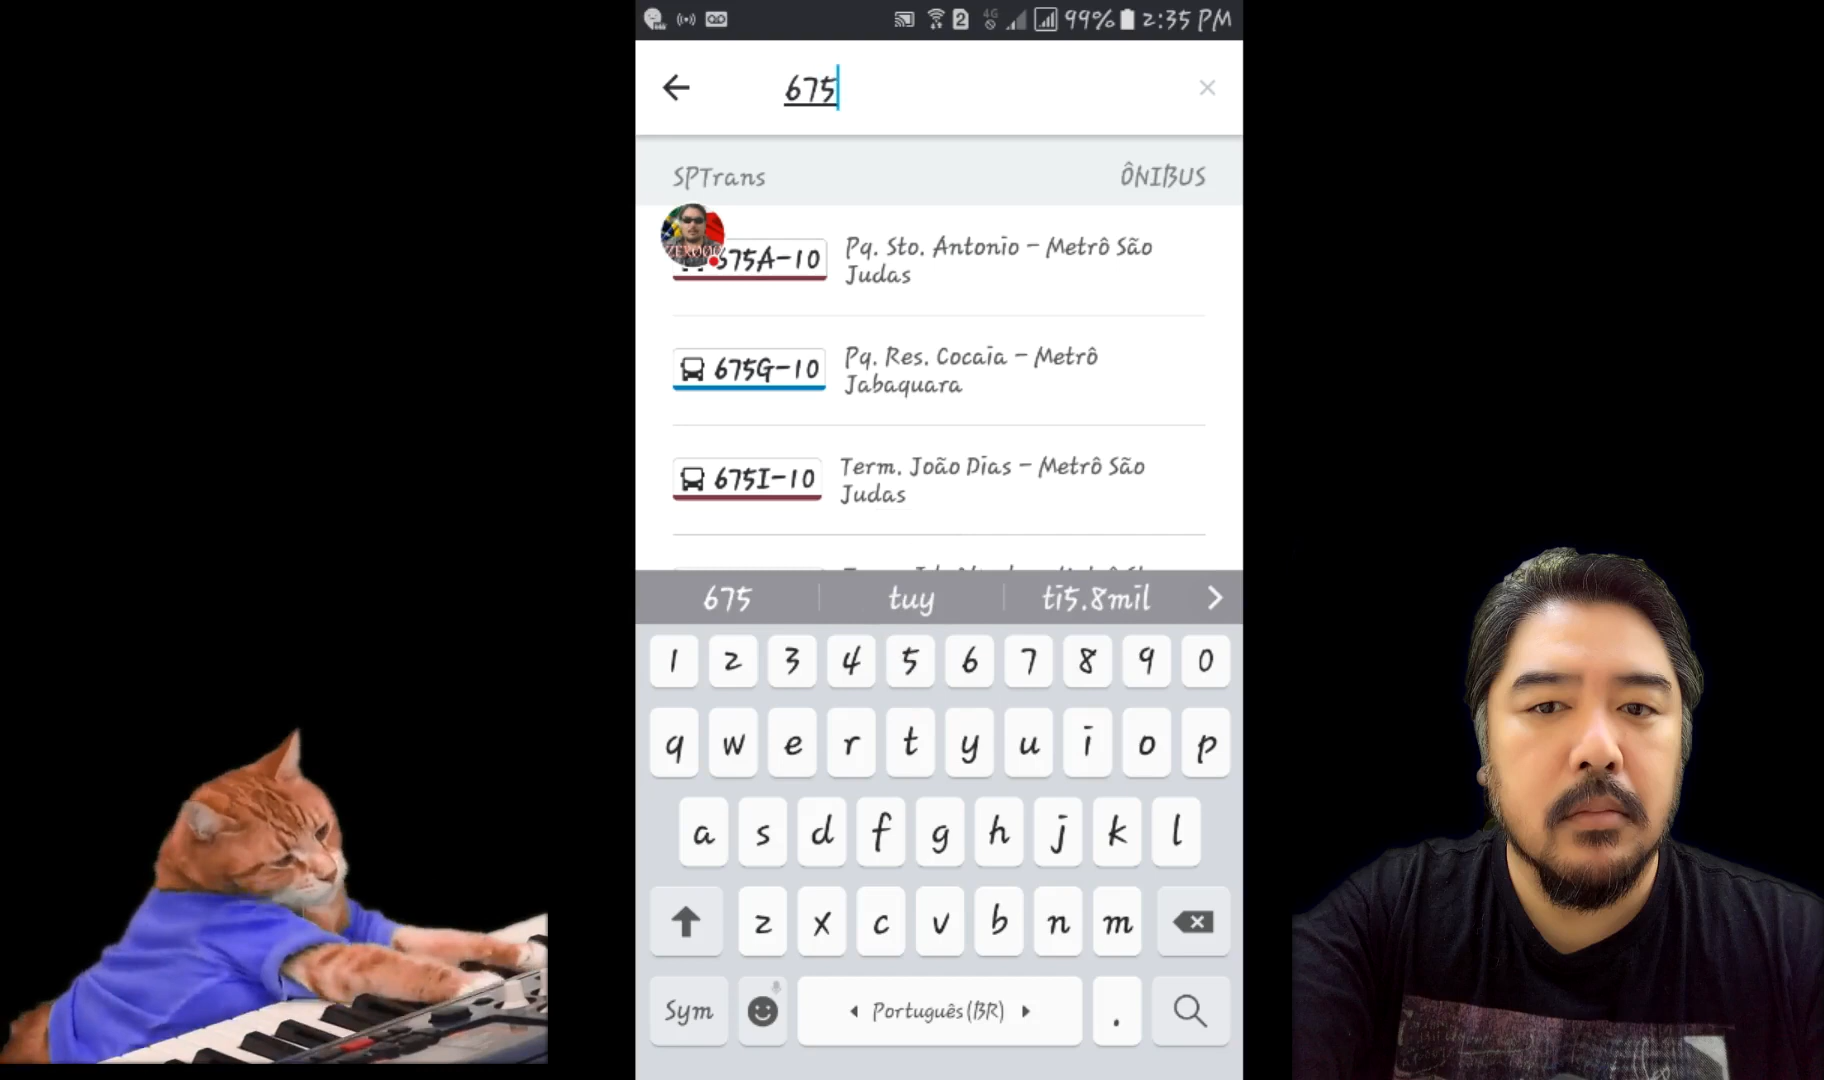 99% 2:35 PM
675
SPTrans ÔNIBUS
675A-10 Pq. Sto. Antonio - Metrô São
Judas
675G-10 Pq. Res. Cocaia - Metrô
Jabaquara
675I-10 Term. João Dias - Metrô São
Judas
675 tuy ti5.8mil
1 2 3 4 5 6 7 8 9 0
q w e r t y u i o p
a s d f g h j k l
z x c v b n m
Sym Português(BR) .